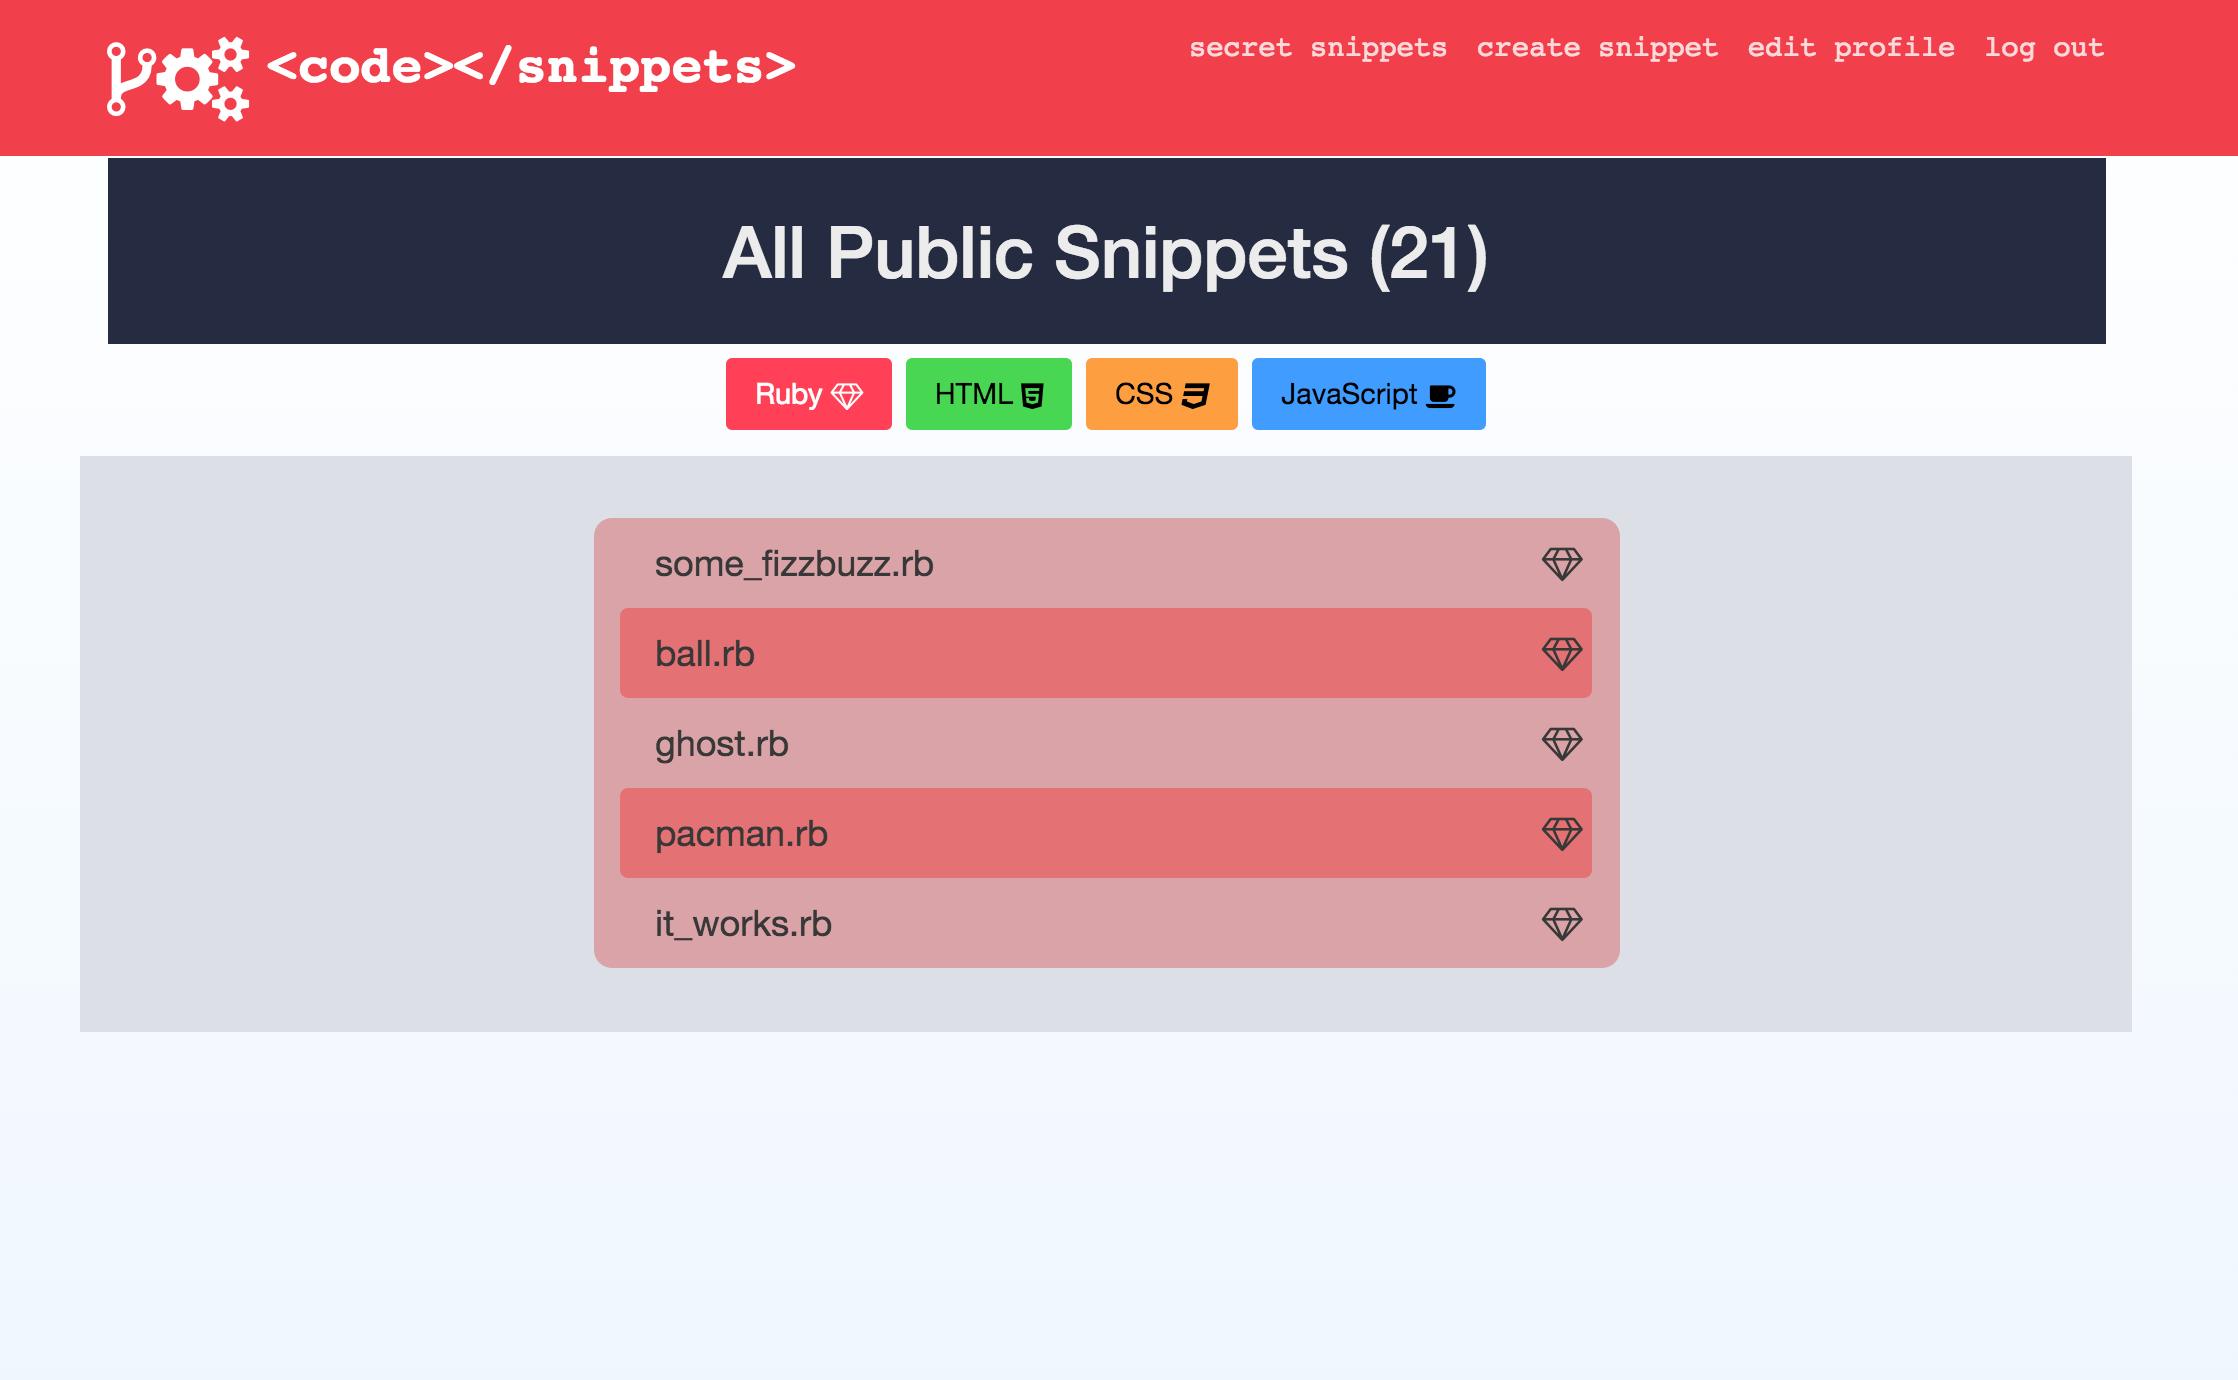 <code></snippets>
secret snippets create snippet edit profile log out
All Public Snippets (21)
Ruby HTML CSS JavaScript
some_fizzbuzz.rb
ball.rb
ghost.rb
pacman.rb
it_works.rb